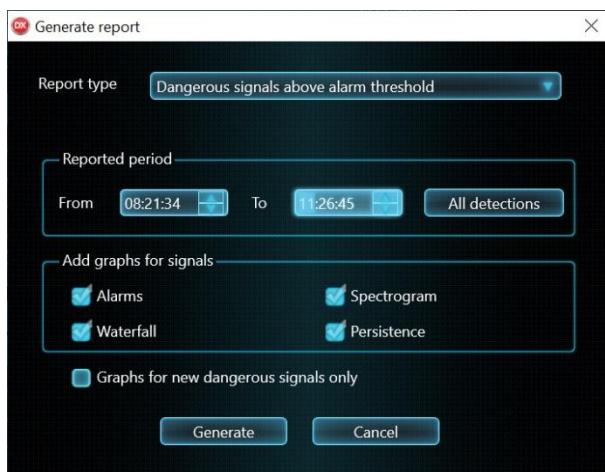 DX Generate report
Report type Dangerous signals above alarm threshold
Reported period
From 08:21:34 To 11:26:45 All detections
Add graphs for signals
Alarms Spectrogram
Waterfall Persistence
Graphs for new dangerous signals only
Generate Cancel